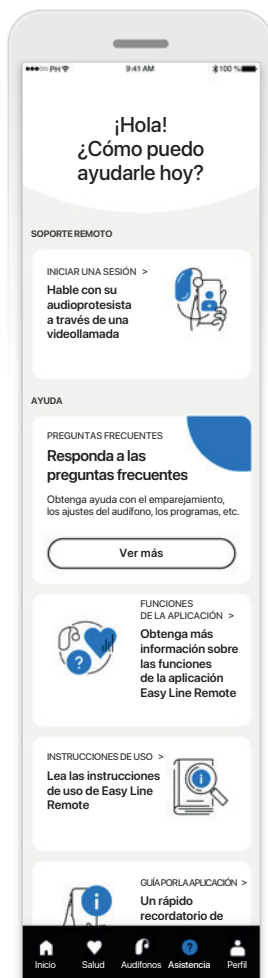 PH
9:41 AM
100 %
¡Hola!
¿Cómo puedo
ayudarle hoy?
SOPORTE REMOTO
INICIAR UNA SESIÓN >
Hable con su
audioprotesista
a través de una
videollamada
AYUDA
PREGUNTAS FRECUENTES
Responda a las
preguntas frecuentes
Obtenga ayuda con el emparejamiento,
los ajustes del audífono, los programas, etc.
Ver más
FUNCIONES
DE LA APLICACIÓN >
Obtenga más
información sobre
las funciones
de la aplicación
Easy Line Remote
INSTRUCCIONES DE USO >
Lea las instrucciones
de uso de Easy Line
Remote
GUÍA POR LA APLICACIÓN >
Un rápido
recordatorio de
Inicio
Salud
Audífonos
Asistencia
Perfil